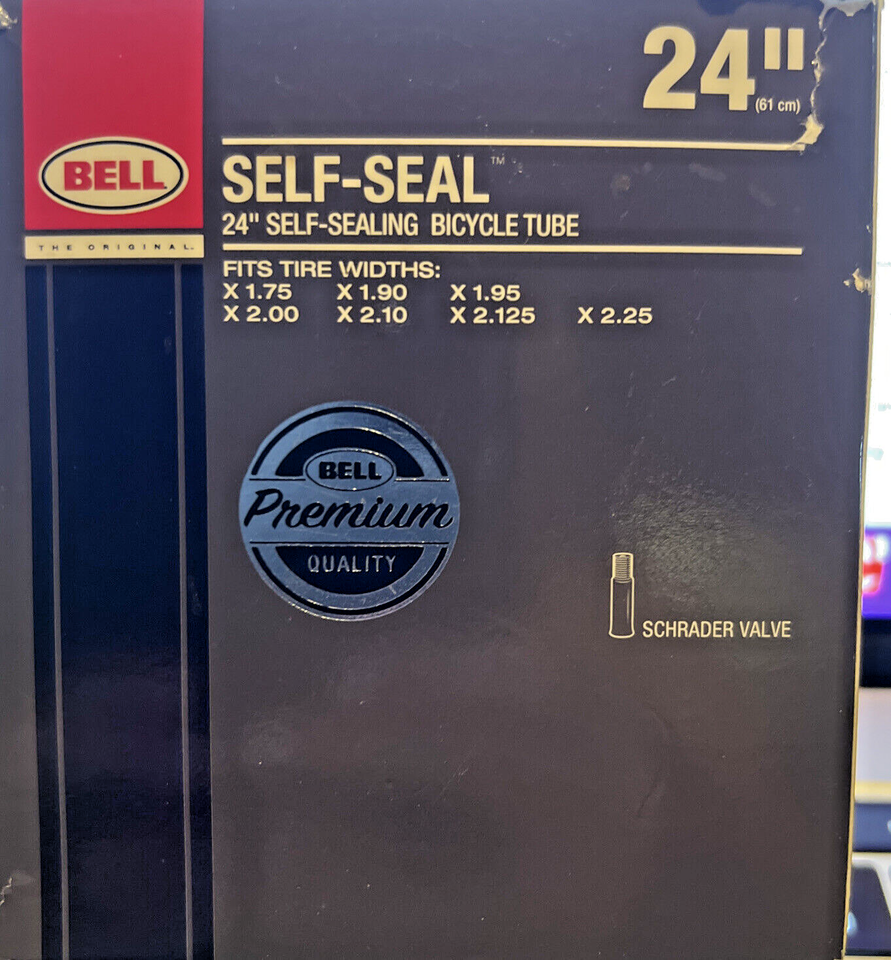 24"
(61 cm)
BELL
THE ORIGINAL.
SELF-SEAL™
24" SELF-SEALING BICYCLE TUBE
FITS TIRE WIDTHS:
X 1.75 X 1.90 X 1.95
X 2.00 X 2.10 X 2.125 X 2.25
BELL
Premium
QUALITY
SCHRADER VALVE